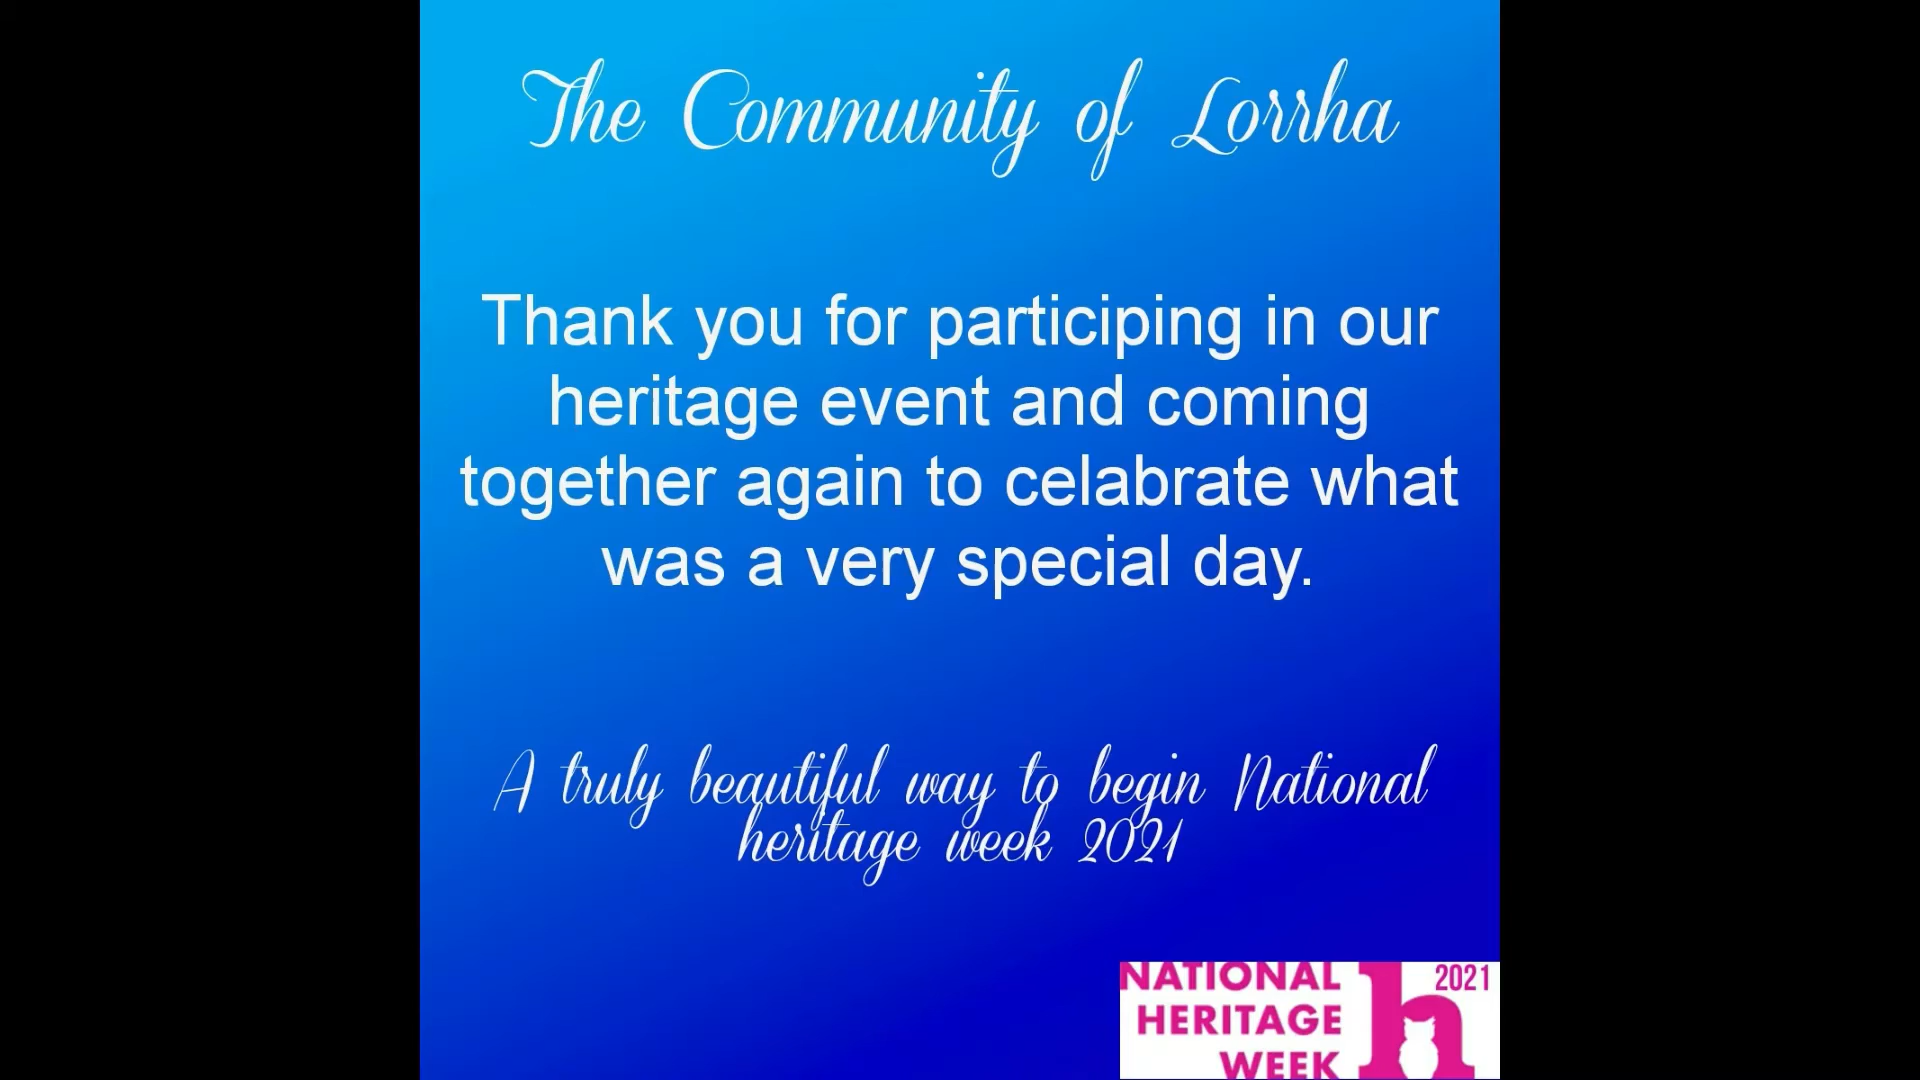 The Community of Lorrha
Thank you for participing in our
heritage event and coming
together again to celabrate what
was a very special day.
A truly beautiful way to begin National
heritage week 2021
NATIONAL
HERITAGE
WEEK
h
2021